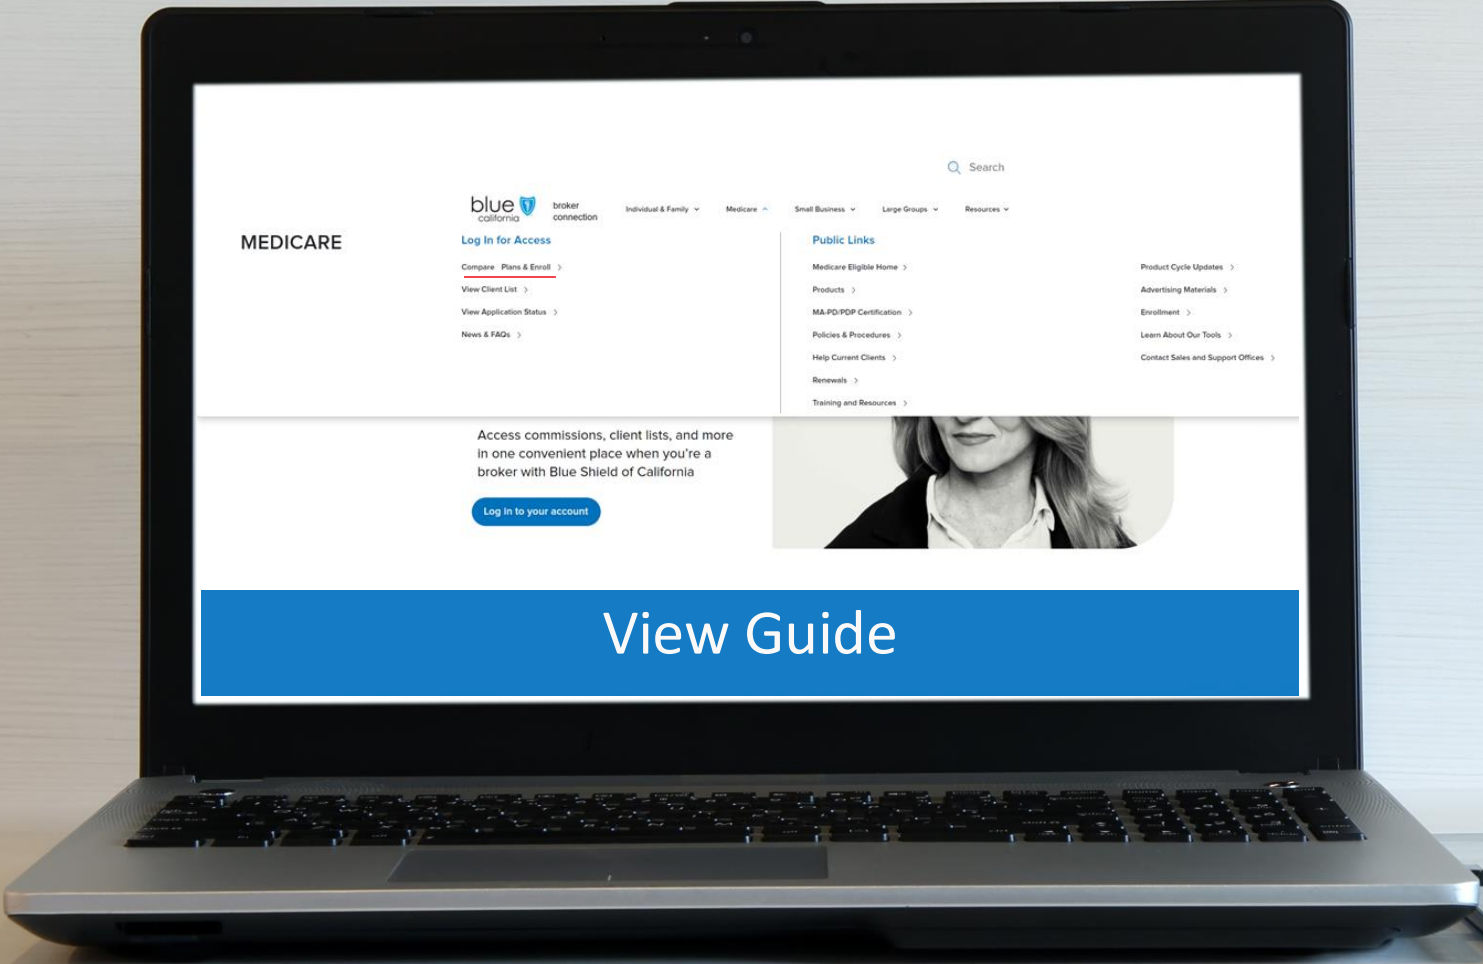 Search
blue
california
broker
connection
Individual & Family
Medicare
Small Business
Large Groups
Resources
MEDICARE
Log In for Access
Compare Plans & Enroll
View Client List
View Application Status
News & FAQs
Public Links
Medicare Eligible Home
Products
MA-PD/PDP Certification
Policies & Procedures
Help Current Clients
Renewals
Training and Resources
Product Cycle Updates
Advertising Materials
Enrollment
Learn About Our Tools
Contact Sales and Support Offices
Access commissions, client lists, and more
in one convenient place when you're a
broker with Blue Shield of California
Log in to your account
View Guide